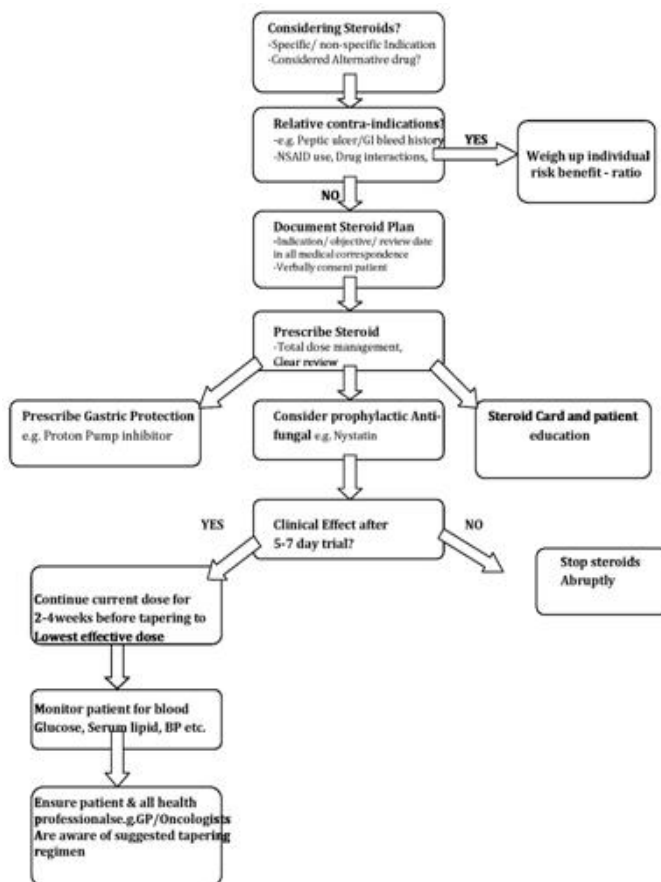 Considering Steroids?
-Specific/ non-specific Indication
-Considered Alternative drug?
Relative contra-indications?
-e.g. Peptic ulcer/GI bleed history
-NSAID use, Drug interactions,
YES
Weigh up individual
risk benefit - ratio
NO
Document Steroid Plan
-Indication/ objective/ review date
in all medical correspondence
-Verbally consent patient
Prescribe Steroid
-Total dose management,
Clear review
Prescribe Gastric Protection
e.g. Proton Pump inhibitor
Consider prophylactic Anti-
fungal e.g. Nystatin
Steroid Card and patient
education
YES
Clinical Effect after
5-7 day trial?
NO
Stop steroids
Abruptly
Continue current dose for
2-4weeks before tapering to
Lowest effective dose
Monitor patient for blood
Glucose, Serum lipid, BP etc.
Ensure patient & all health
professionalse.g.GP/Oncologists
Are aware of suggested tapering
regimen